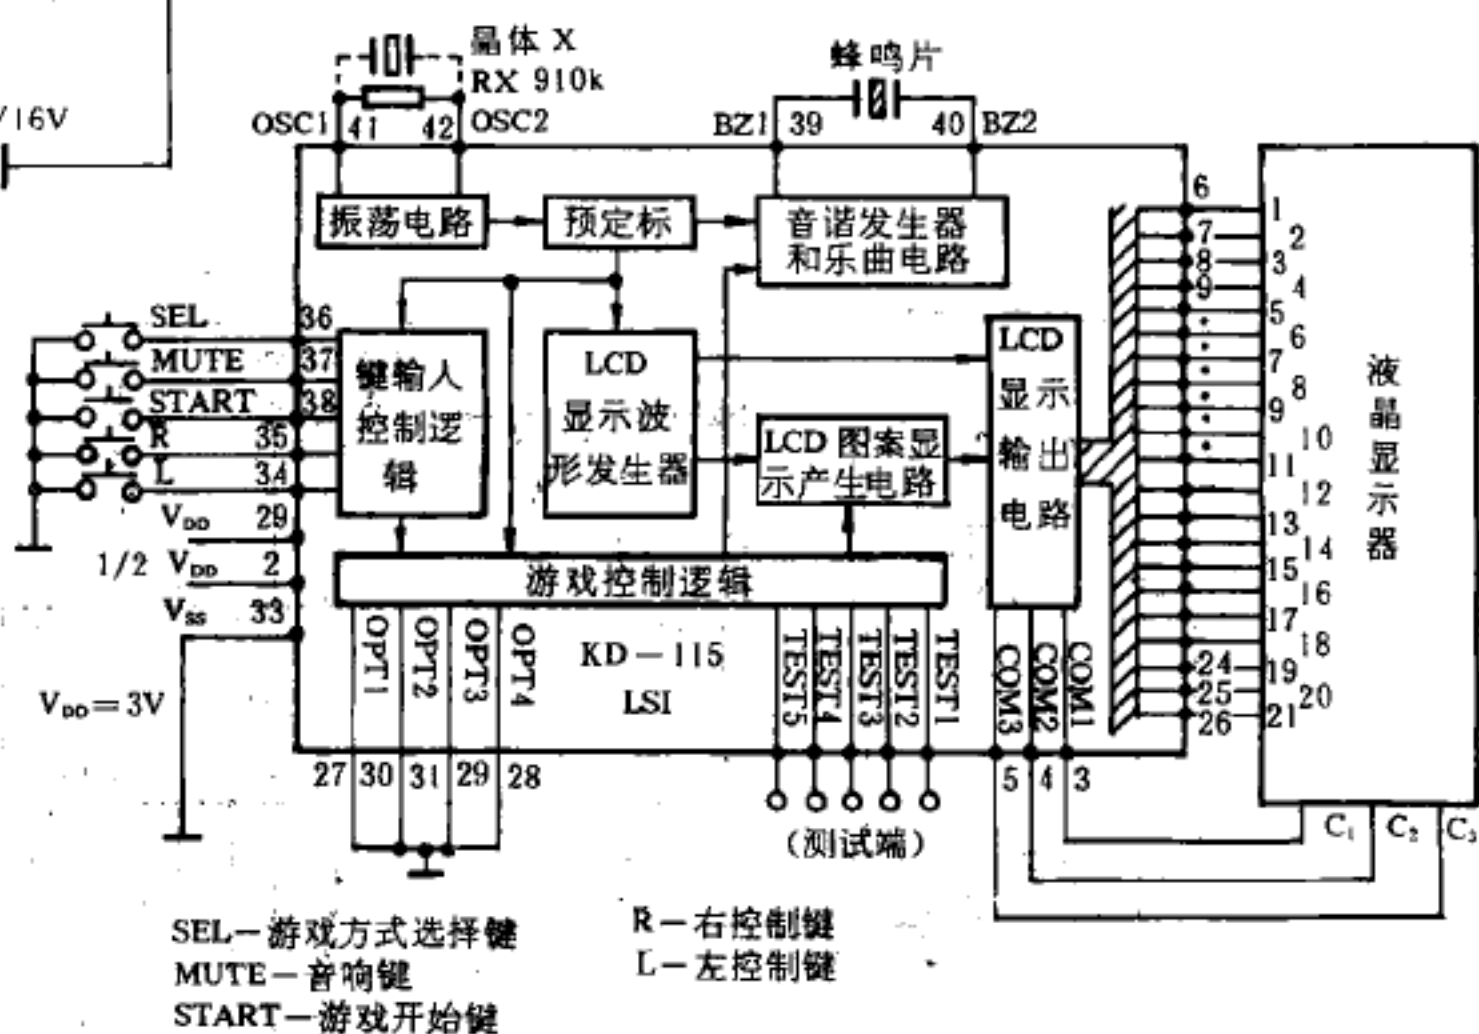 /16V
晶体 X
RX 910k
OSC1 41 42 OSC2
蜂鸣片
BZ1 39 40 BZ2
振荡电路
预定标
音谐发生器
和乐曲电路
SEL 36
MUTE 37
START 38
R 35
L 34
V_DD 29
1/2 V_DD 2
V_SS 33
V_DD=3V
键输人
控制逻
辑
LCD
显示波
形发生器
LCD 图案显
示产生电路
LCD
显示
输出
电路
游戏控制逻辑
KD-115
LSI
OPT1
OPT2
OPT3
OPT4
TEST5
TEST4
TEST3
TEST2
TEST1
COM3
COM2
COM1
27 30 31 29 28
(测试端)
5 4 3
6
7
8
9
24
25
26
1
2
3
4
5
6
7
8
9
10
11
12
13
14
15
16
17
18
19
20
21
液晶显示器
C₁ C₂ C₃
SEL—游戏方式选择键
MUTE—音响键
START—游戏开始键
R—右控制键
L—左控制键